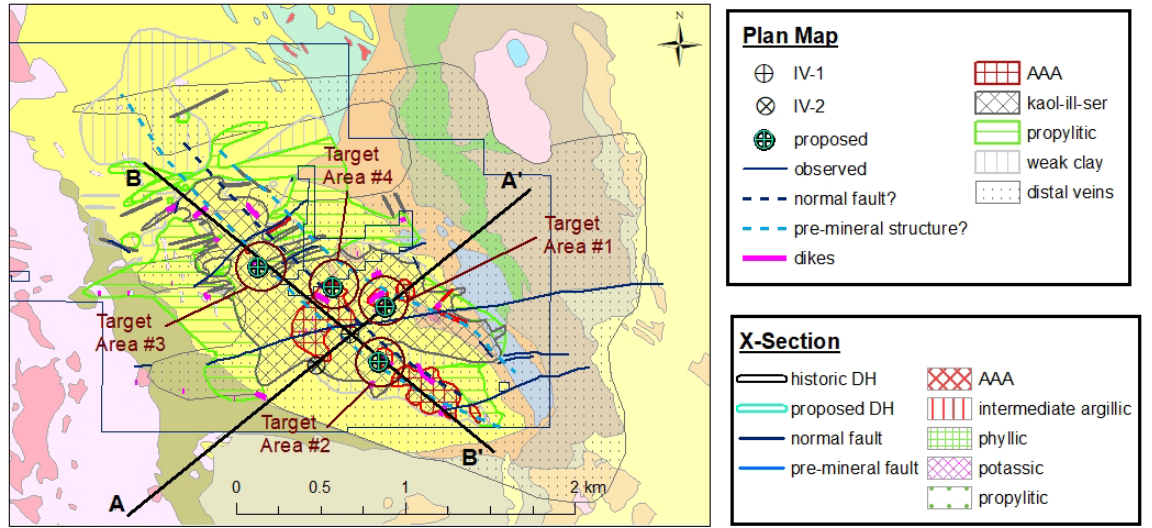 N
B
Target
Area #4
A'
Target
Area #1
Target
Area #3
Target
Area #2
B'
A
0
0.5
1
2 km
Plan Map
IV-1
IV-2
proposed
observed
normal fault?
pre-mineral structure?
dikes
AAA
kaol-ill-ser
propylitic
weak clay
distal veins
X-Section
historic DH
proposed DH
normal fault
pre-mineral fault
AAA
intermediate argillic
phyllic
potassic
propylitic